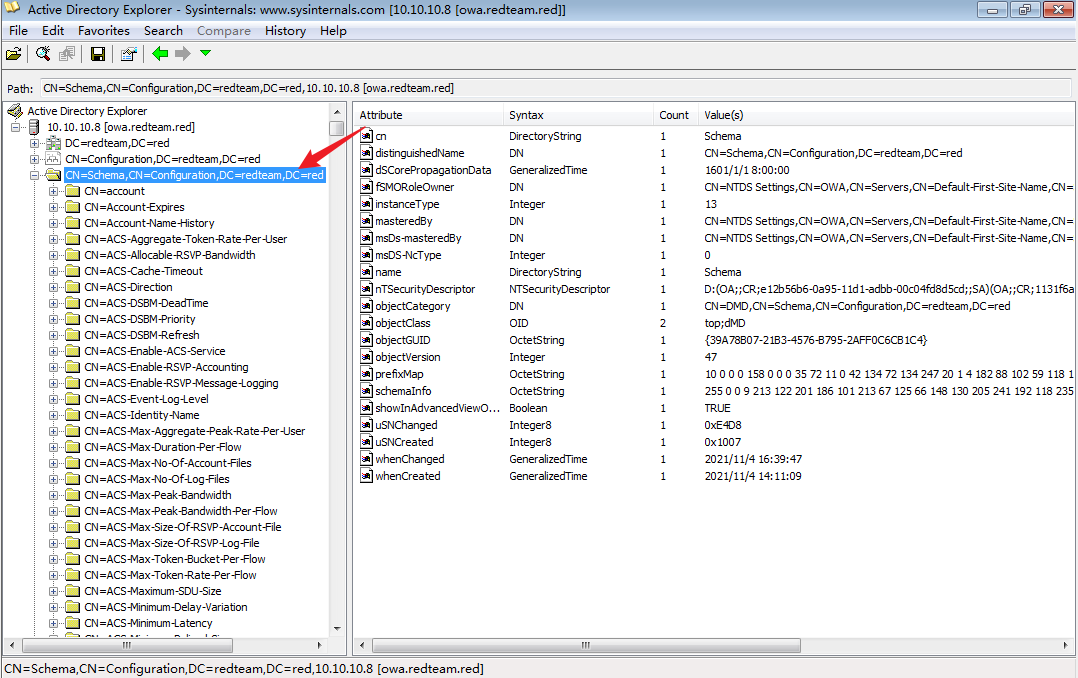 Active Directory Explorer - Sysinternals: www.sysinternals.com [10.10.10.8 [owa.redteam.red]]
File Edit Favorites Search Compare History Help
Path: CN=Schema,CN=Configuration,DC=redteam,DC=red,10.10.10.8 [owa.redteam.red]
Active Directory Explorer
10.10.10.8 [owa.redteam.red]
DC=redteam,DC=red
CN=Configuration,DC=redteam,DC=red
CN=Schema,CN=Configuration,DC=redteam,DC=red
CN=account
CN=Account-Expires
CN=Account-Name-History
CN=ACS-Aggregate-Token-Rate-Per-User
CN=ACS-Allocable-RSVP-Bandwidth
CN=ACS-Cache-Timeout
CN=ACS-Direction
CN=ACS-DSBM-DeadTime
CN=ACS-DSBM-Priority
CN=ACS-DSBM-Refresh
CN=ACS-Enable-ACS-Service
CN=ACS-Enable-RSVP-Accounting
CN=ACS-Enable-RSVP-Message-Logging
CN=ACS-Event-Log-Level
CN=ACS-Identity-Name
CN=ACS-Max-Aggregate-Peak-Rate-Per-User
CN=ACS-Max-Duration-Per-Flow
CN=ACS-Max-No-Of-Account-Files
CN=ACS-Max-No-Of-Log-Files
CN=ACS-Max-Peak-Bandwidth
CN=ACS-Max-Peak-Bandwidth-Per-Flow
CN=ACS-Max-Size-Of-RSVP-Account-File
CN=ACS-Max-Size-Of-RSVP-Log-File
CN=ACS-Max-Token-Bucket-Per-Flow
CN=ACS-Max-Token-Rate-Per-Flow
CN=ACS-Maximum-SDU-Size
CN=ACS-Minimum-Delay-Variation
CN=ACS-Minimum-Latency
Attribute Syntax Count Value(s)
cn DirectoryString 1 Schema
distinguishedName DN 1 CN=Schema,CN=Configuration,DC=redteam,DC=red
dSCorePropagationData GeneralizedTime 1 1601/1/1 8:00:00
fSMORoleOwner DN 1 CN=NTDS Settings,CN=OWA,CN=Servers,CN=Default-First-Site-Name,CN=
instanceType Integer 1 13
masteredBy DN 1 CN=NTDS Settings,CN=OWA,CN=Servers,CN=Default-First-Site-Name,CN=
msDs-masteredBy DN 1 CN=NTDS Settings,CN=OWA,CN=Servers,CN=Default-First-Site-Name,CN=
msDS-NcType Integer 1 0
name DirectoryString 1 Schema
nTSecurityDescriptor NTSecurityDescriptor 1 D:(OA;;CR;e12b56b6-0a95-11d1-adbb-00c04fd8d5cd;;SA)(OA;;CR;1131f6a
objectCategory DN 1 CN=DMD,CN=Schema,CN=Configuration,DC=redteam,DC=red
objectClass OID 2 top;dMD
objectGUID OctetString 1 {39A78B07-21B3-4576-B795-2AFF0C6CB1C4}
objectVersion Integer 1 47
prefixMap OctetString 1 10 0 0 0 158 0 0 0 35 72 11 0 42 134 72 134 247 20 1 4 182 88 102 59 118 1
schemaInfo OctetString 1 255 0 0 9 213 122 201 186 101 213 67 125 66 148 130 205 241 192 118 235
showInAdvancedViewO... Boolean 1 TRUE
uSNChanged Integer8 1 0xE4D8
uSNCreated Integer8 1 0x1007
whenChanged GeneralizedTime 1 2021/11/4 16:39:47
whenCreated GeneralizedTime 1 2021/11/4 14:11:09
CN=Schema,CN=Configuration,DC=redteam,DC=red,10.10.10.8 [owa.redteam.red]